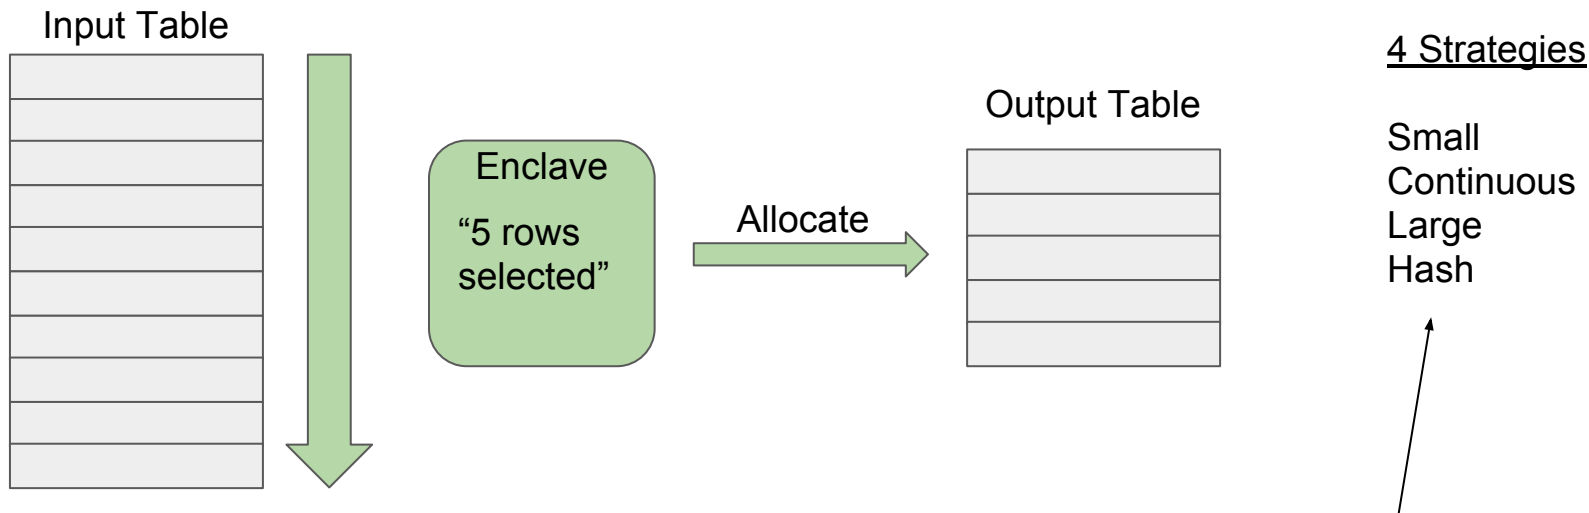 Input Table
Enclave
“5 rows
selected”
Allocate
Output Table
4 Strategies
Small
Continuous
Large
Hash